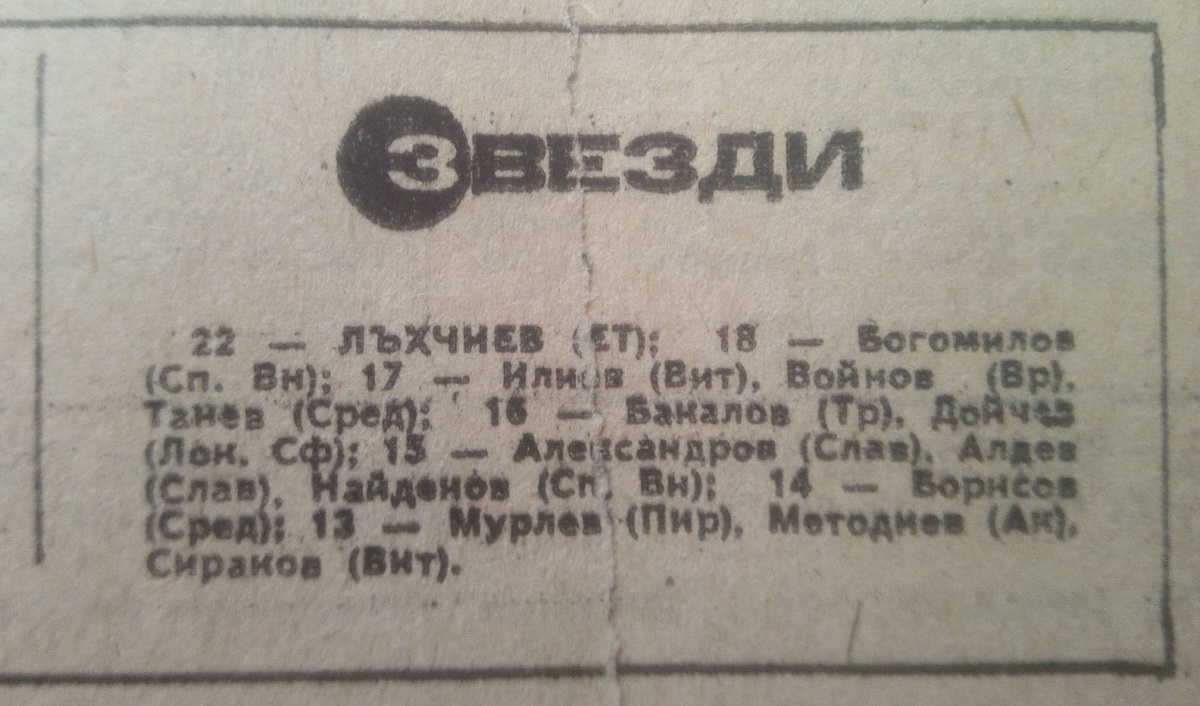 ЗВЕЗДИ
22 — ЛЪХЧИЕВ (ЕТ); 18 — Богомилов
(Сп. Вн); 17 — Илиев (Вит), Войнов (Вр),
Танев (Сред); 16 — Бакалов (Тр), Дойчев
(Лок. Сф); 15 — Александров (Слав), Алдев
(Слав), Найденов (Сп. Вн); 14 — Борисов
(Сред); 13 — Мурлев (Пир), Методиев (Ак),
Сираков (Вит).